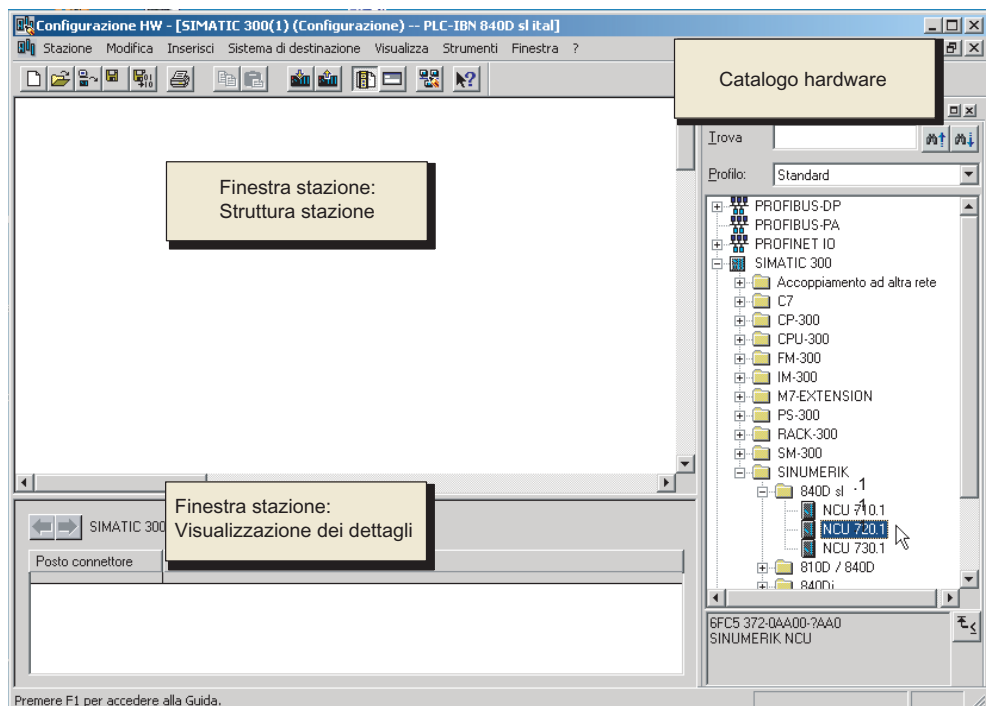 Configurazione HW - [SIMATIC 300(1) (Configurazione) -- PLC-IBN 840D sl ital]
Stazione Modifica Inserisci Sistema di destinazione Visualizza Strumenti Finestra ?
Catalogo hardware
Finestra stazione:
Struttura stazione
Trova
Profilo: Standard
PROFIBUS-DP
PROFIBUS-PA
PROFINET IO
SIMATIC 300
Accoppiamento ad altra rete
C7
CP-300
CPU-300
FM-300
IM-300
M7-EXTENSION
PS-300
RACK-300
SM-300
SINUMERIK
840D sl .1
NCU 710.1
NCU 720.1
NCU 730.1
810D / 840D
840Di
Finestra stazione:
Visualizzazione dei dettagli
SIMATIC 300
Posto connettore
6FC5 372-0AA00-?AA0
SINUMERIK NCU
Premere F1 per accedere alla Guida.